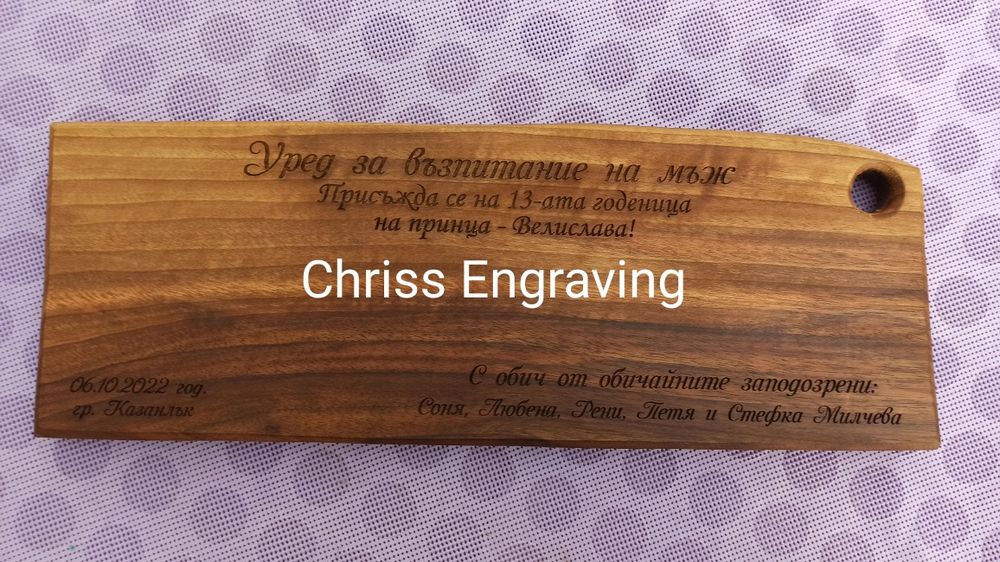 Уред за възпитание на мъж
Присъжда се на 13-ата годеница
на принца - Велислава!
Chriss Engraving
06.10.2022 год.
гр. Казанлък
С обич от обичайните заподозрени:
Соня, Любена, Рени, Петя и Стефка Милчева